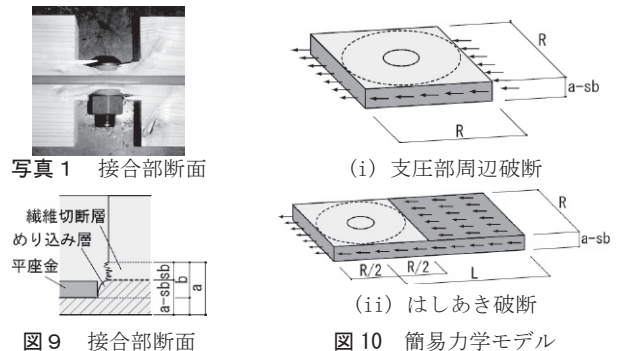 写真1 接合部断面
繊維切断層
めり込み層
平座金
a-sb
sb
b
a
図9 接合部断面
R
a-sb
R
(i) 支圧部周辺破断
R
a-sb
R/2
R/2
L
(ii) はしあき破断
図10 簡易力学モデル